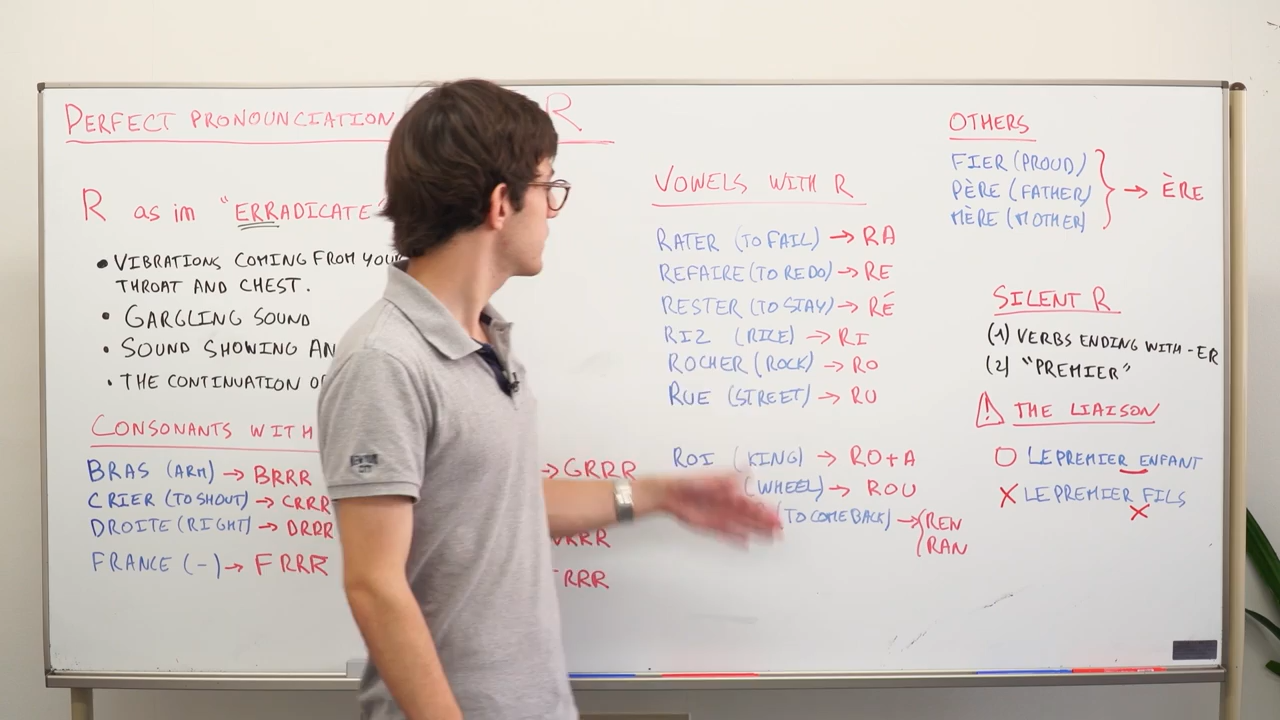 PERFECT PRONOUNCIATION R
R as in "ERRADICATE"
• VIBRATIONS COMING FROM YOUR
THROAT AND CHEST.
• GARGLING SOUND
• SOUND SHOWING AN
• THE CONTINUATION OF
CONSONANTS WITH
BRAS (ARM) → BRRR
CRIER (TO SHOUT) → CRRR
DROITE (RIGHT) → DRRR
FRANCE (-) → FRRR
→ GRRR
VRRR
RRR
VOWELS WITH R
RATER (TO FAIL) → RA
REFAIRE (TO REDO) → RE
RESTER (TO STAY) → RÉ
RIZ (RICE) → RI
ROCHER (ROCK) → RO
RUE (STREET) → RU
ROI (KING) → RO+A
(WHEEL) → ROU
(TO COME BACK) → REN
RAN
OTHERS
FIER (PROUD)
PÈRE (FATHER) → ÈRE
MÈRE (MOTHER)
SILENT R
(1) VERBS ENDING WITH -ER
(2) "PREMIER"
! THE LIAISON
O LE PREMIER ENFANT
X LE PREMIER FILS
X